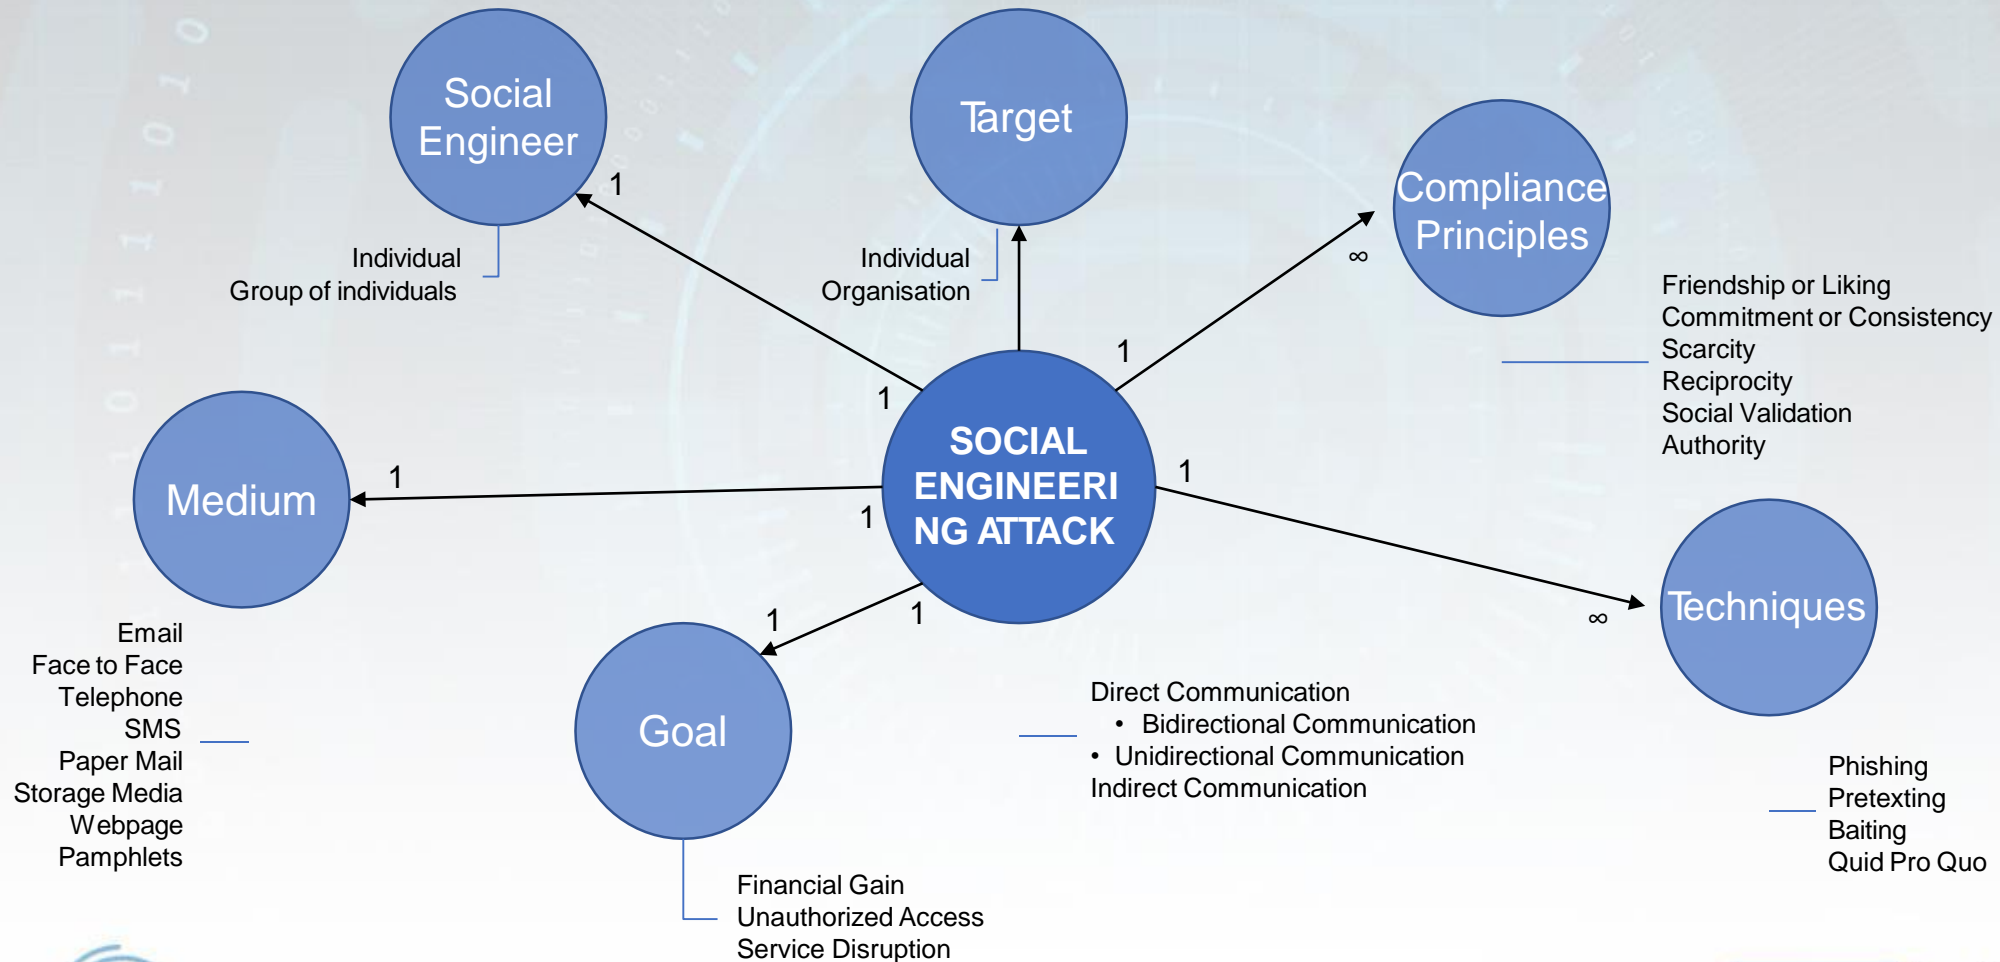 Social
Engineer
Target
Compliance
Principles
1
Individual
Group of individuals
Individual
Organisation
∞
Friendship or Liking
Commitment or Consistency
Scarcity
Reciprocity
Social Validation
Authority
1
1
SOCIAL
ENGINEERI
NG ATTACK
1
1
1
Medium
∞
Techniques
1
1
Email
Face to Face
Telephone
SMS
Paper Mail
Storage Media
Webpage
Pamphlets
Goal
Direct Communication
• Bidirectional Communication
• Unidirectional Communication
Indirect Communication
Phishing
Pretexting
Baiting
Quid Pro Quo
Financial Gain
Unauthorized Access
Service Disruption